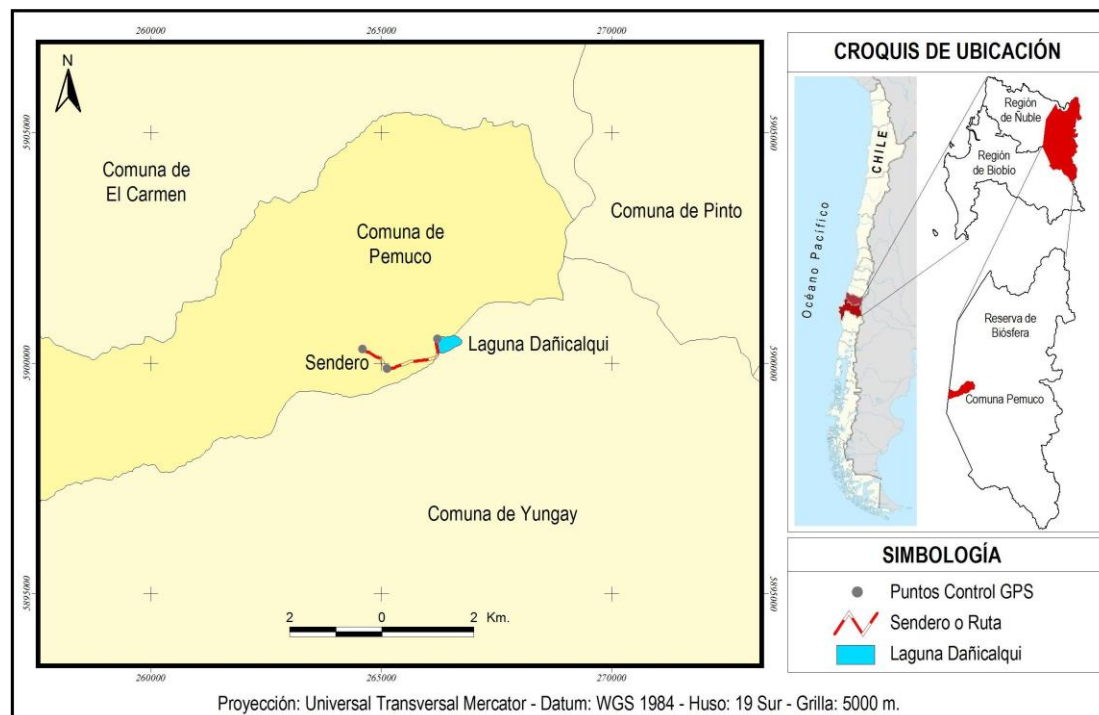 260000
265000
270000
N
5905000
5905000
Comuna de
El Carmen
Comuna de
Pemuco
Comuna de Pinto
Sendero
Laguna Dañicalqui
5900000
5900000
Comuna de Yungay
5895000
5895000
2
0
2
Km.
260000
265000
270000
CROQUIS DE UBICACIÓN
Océano Pacífico
CHILE
Región
de Ñuble
Región
de Biobío
Reserva de
Biósfera
Comuna Pemuco
SIMBOLOGÍA
Puntos Control GPS
Sendero o Ruta
Laguna Dañicalqui
Proyección: Universal Transversal Mercator - Datum: WGS 1984 - Huso: 19 Sur - Grilla: 5000 m.